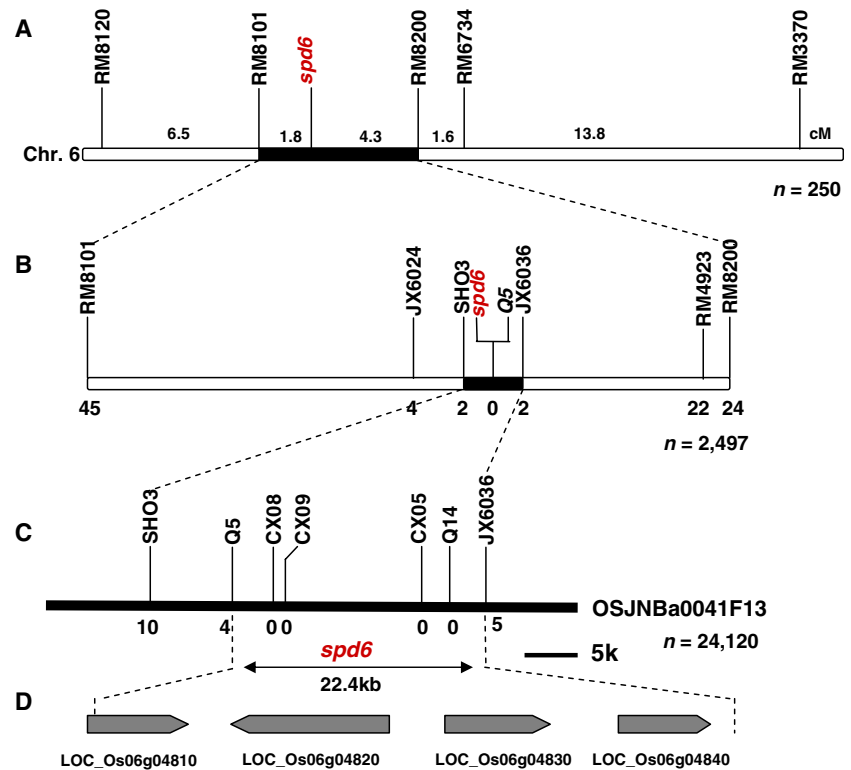 A
RM8120
RM8101
spd6
RM8200
RM6734
RM3370
6.5
1.8
4.3
1.6
13.8
cM
Chr. 6
n = 250
B
RM8101
JX6024
SHO3
spd6
Q5
JX6036
RM4923
RM8200
45
4
2
0
2
22
24
n = 2,497
C
SHO3
Q5
CX08
CX09
CX05
Q14
JX6036
OSJNBa0041F13
10
4
0
0
0
0
5
n = 24,120
spd6
5k
22.4kb
D
LOC_Os06g04810
LOC_Os06g04820
LOC_Os06g04830
LOC_Os06g04840